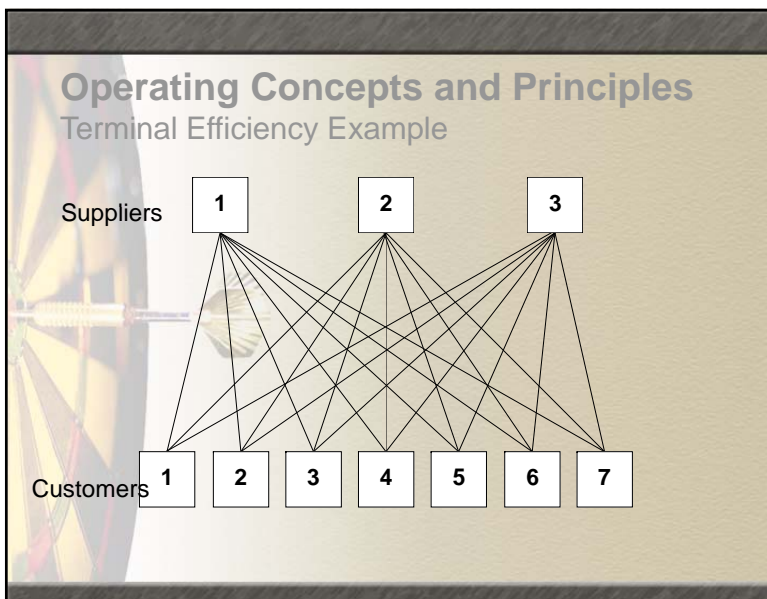 Operating Concepts and Principles
Terminal Efficiency Example
Suppliers 1 2 3
Customers 1 2 3 4 5 6 7